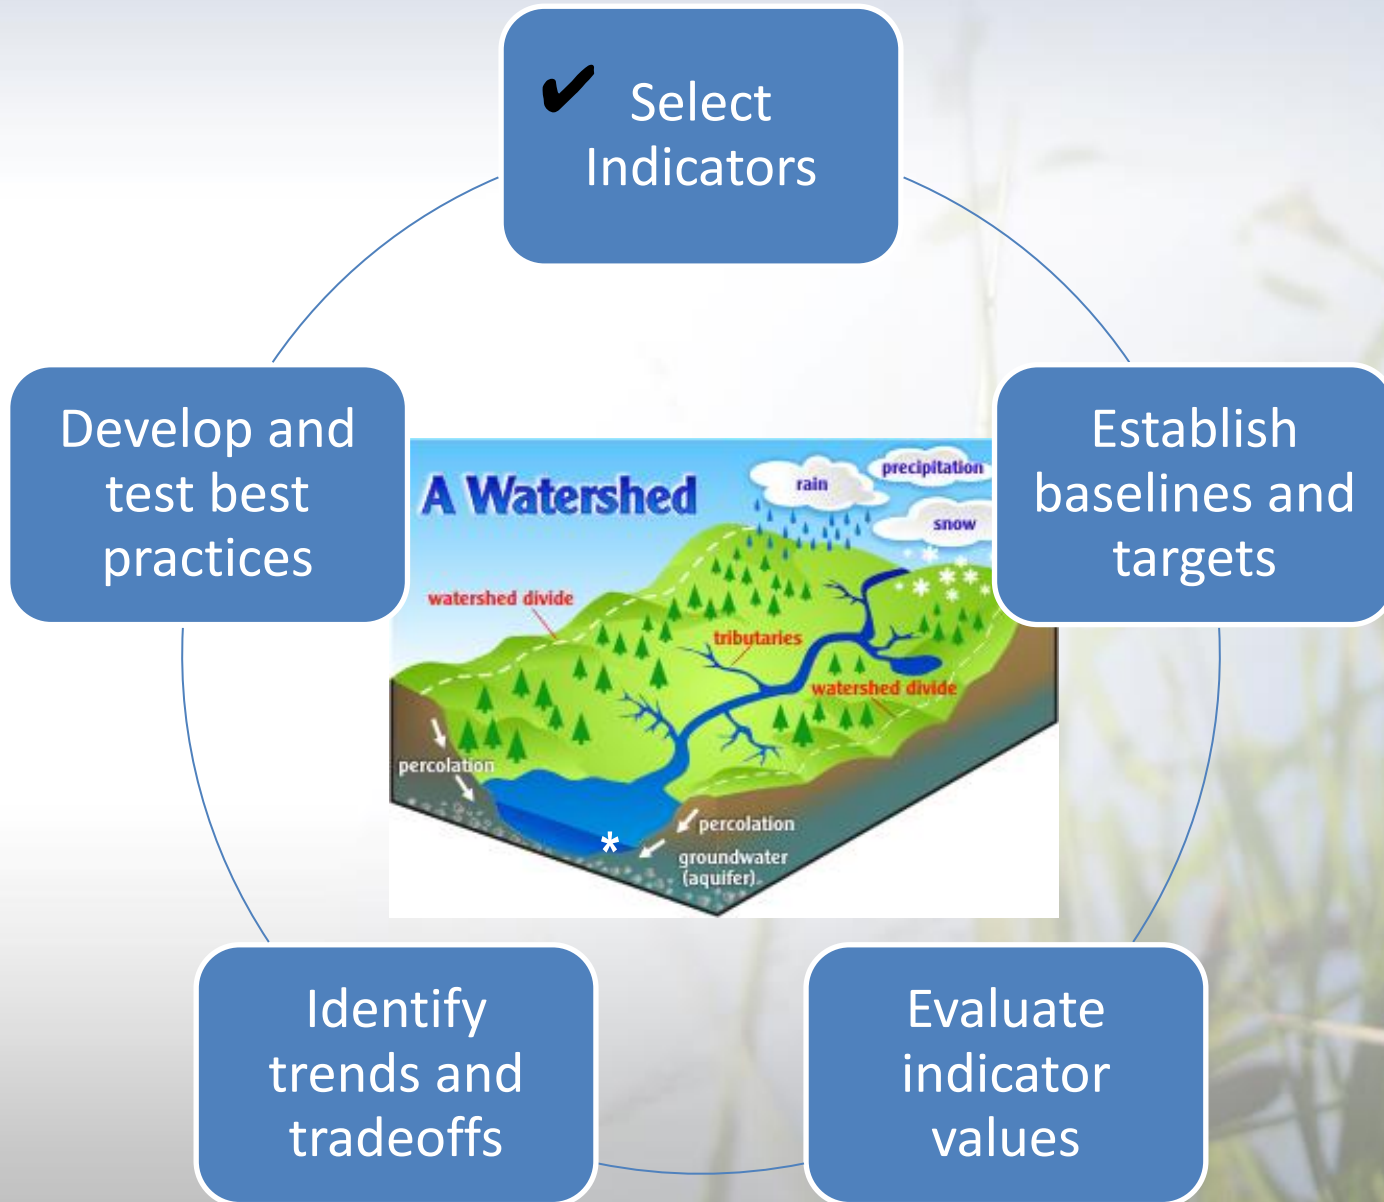 ✔ Select
Indicators
Develop and
test best
practices
Establish
baselines and
targets
A Watershed
rain
precipitation
snow
watershed divide
tributaries
watershed divide
percolation
percolation
*
groundwater
(aquifer)
Identify
trends and
tradeoffs
Evaluate
indicator
values